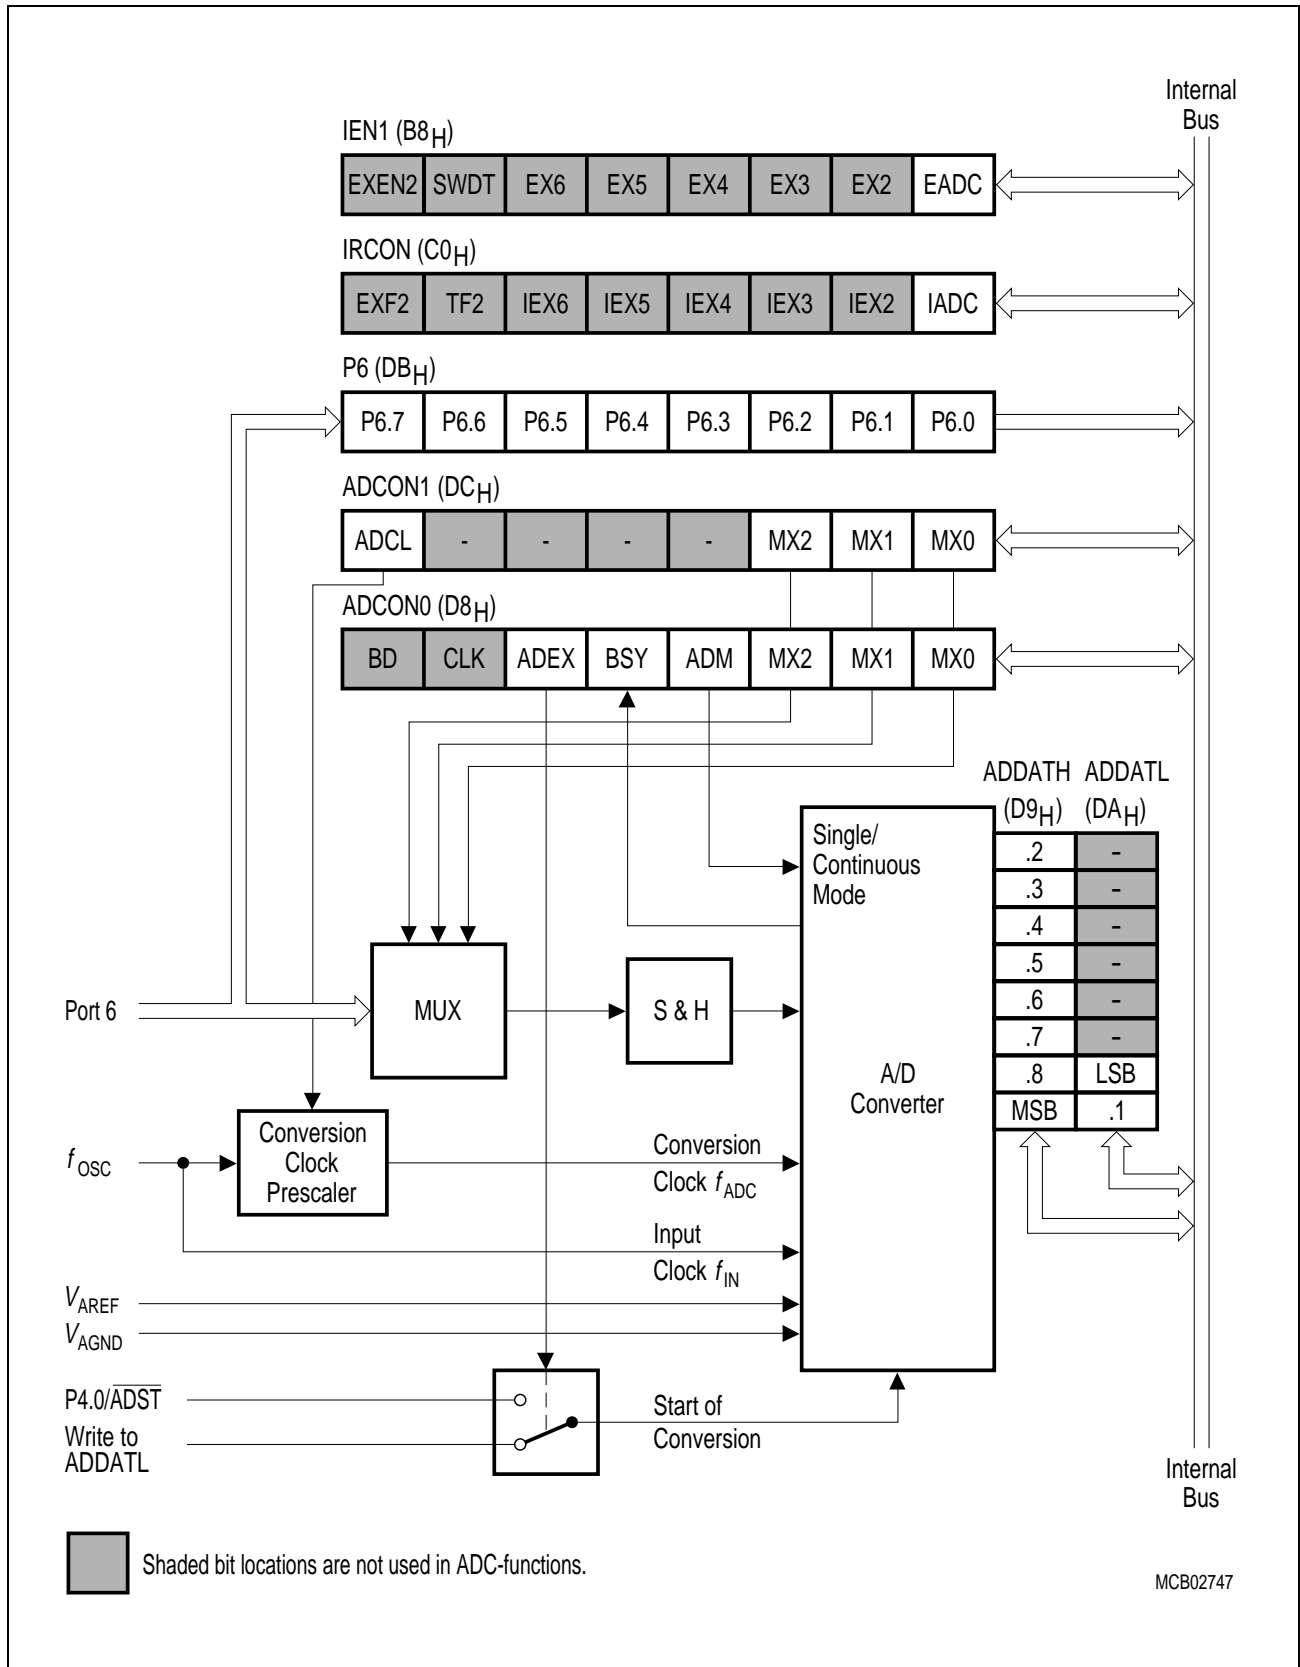 Internal
Bus
IEN1 (B8H)
EXEN2 SWDT EX6 EX5 EX4 EX3 EX2 EADC
IRCON (C0H)
EXF2 TF2 IEX6 IEX5 IEX4 IEX3 IEX2 IADC
P6 (DBH)
P6.7 P6.6 P6.5 P6.4 P6.3 P6.2 P6.1 P6.0
ADCON1 (DCH)
ADCL - - - - MX2 MX1 MX0
ADCON0 (D8H)
BD CLK ADEX BSY ADM MX2 MX1 MX0
ADDATH ADDATL
(D9H) (DAH)
.2 -
.3 -
.4 -
.5 -
.6 -
.7 -
.8 LSB
MSB .1
Single/
Continuous
Mode
A/D
Converter
Port 6
MUX
S & H
fOSC
Conversion
Clock
Prescaler
Conversion
Clock fADC
Input
Clock fIN
VAREF
VAGND
P4.0/ADST
Write to
ADDATL
Start of
Conversion
Internal
Bus
Shaded bit locations are not used in ADC-functions.
MCB02747